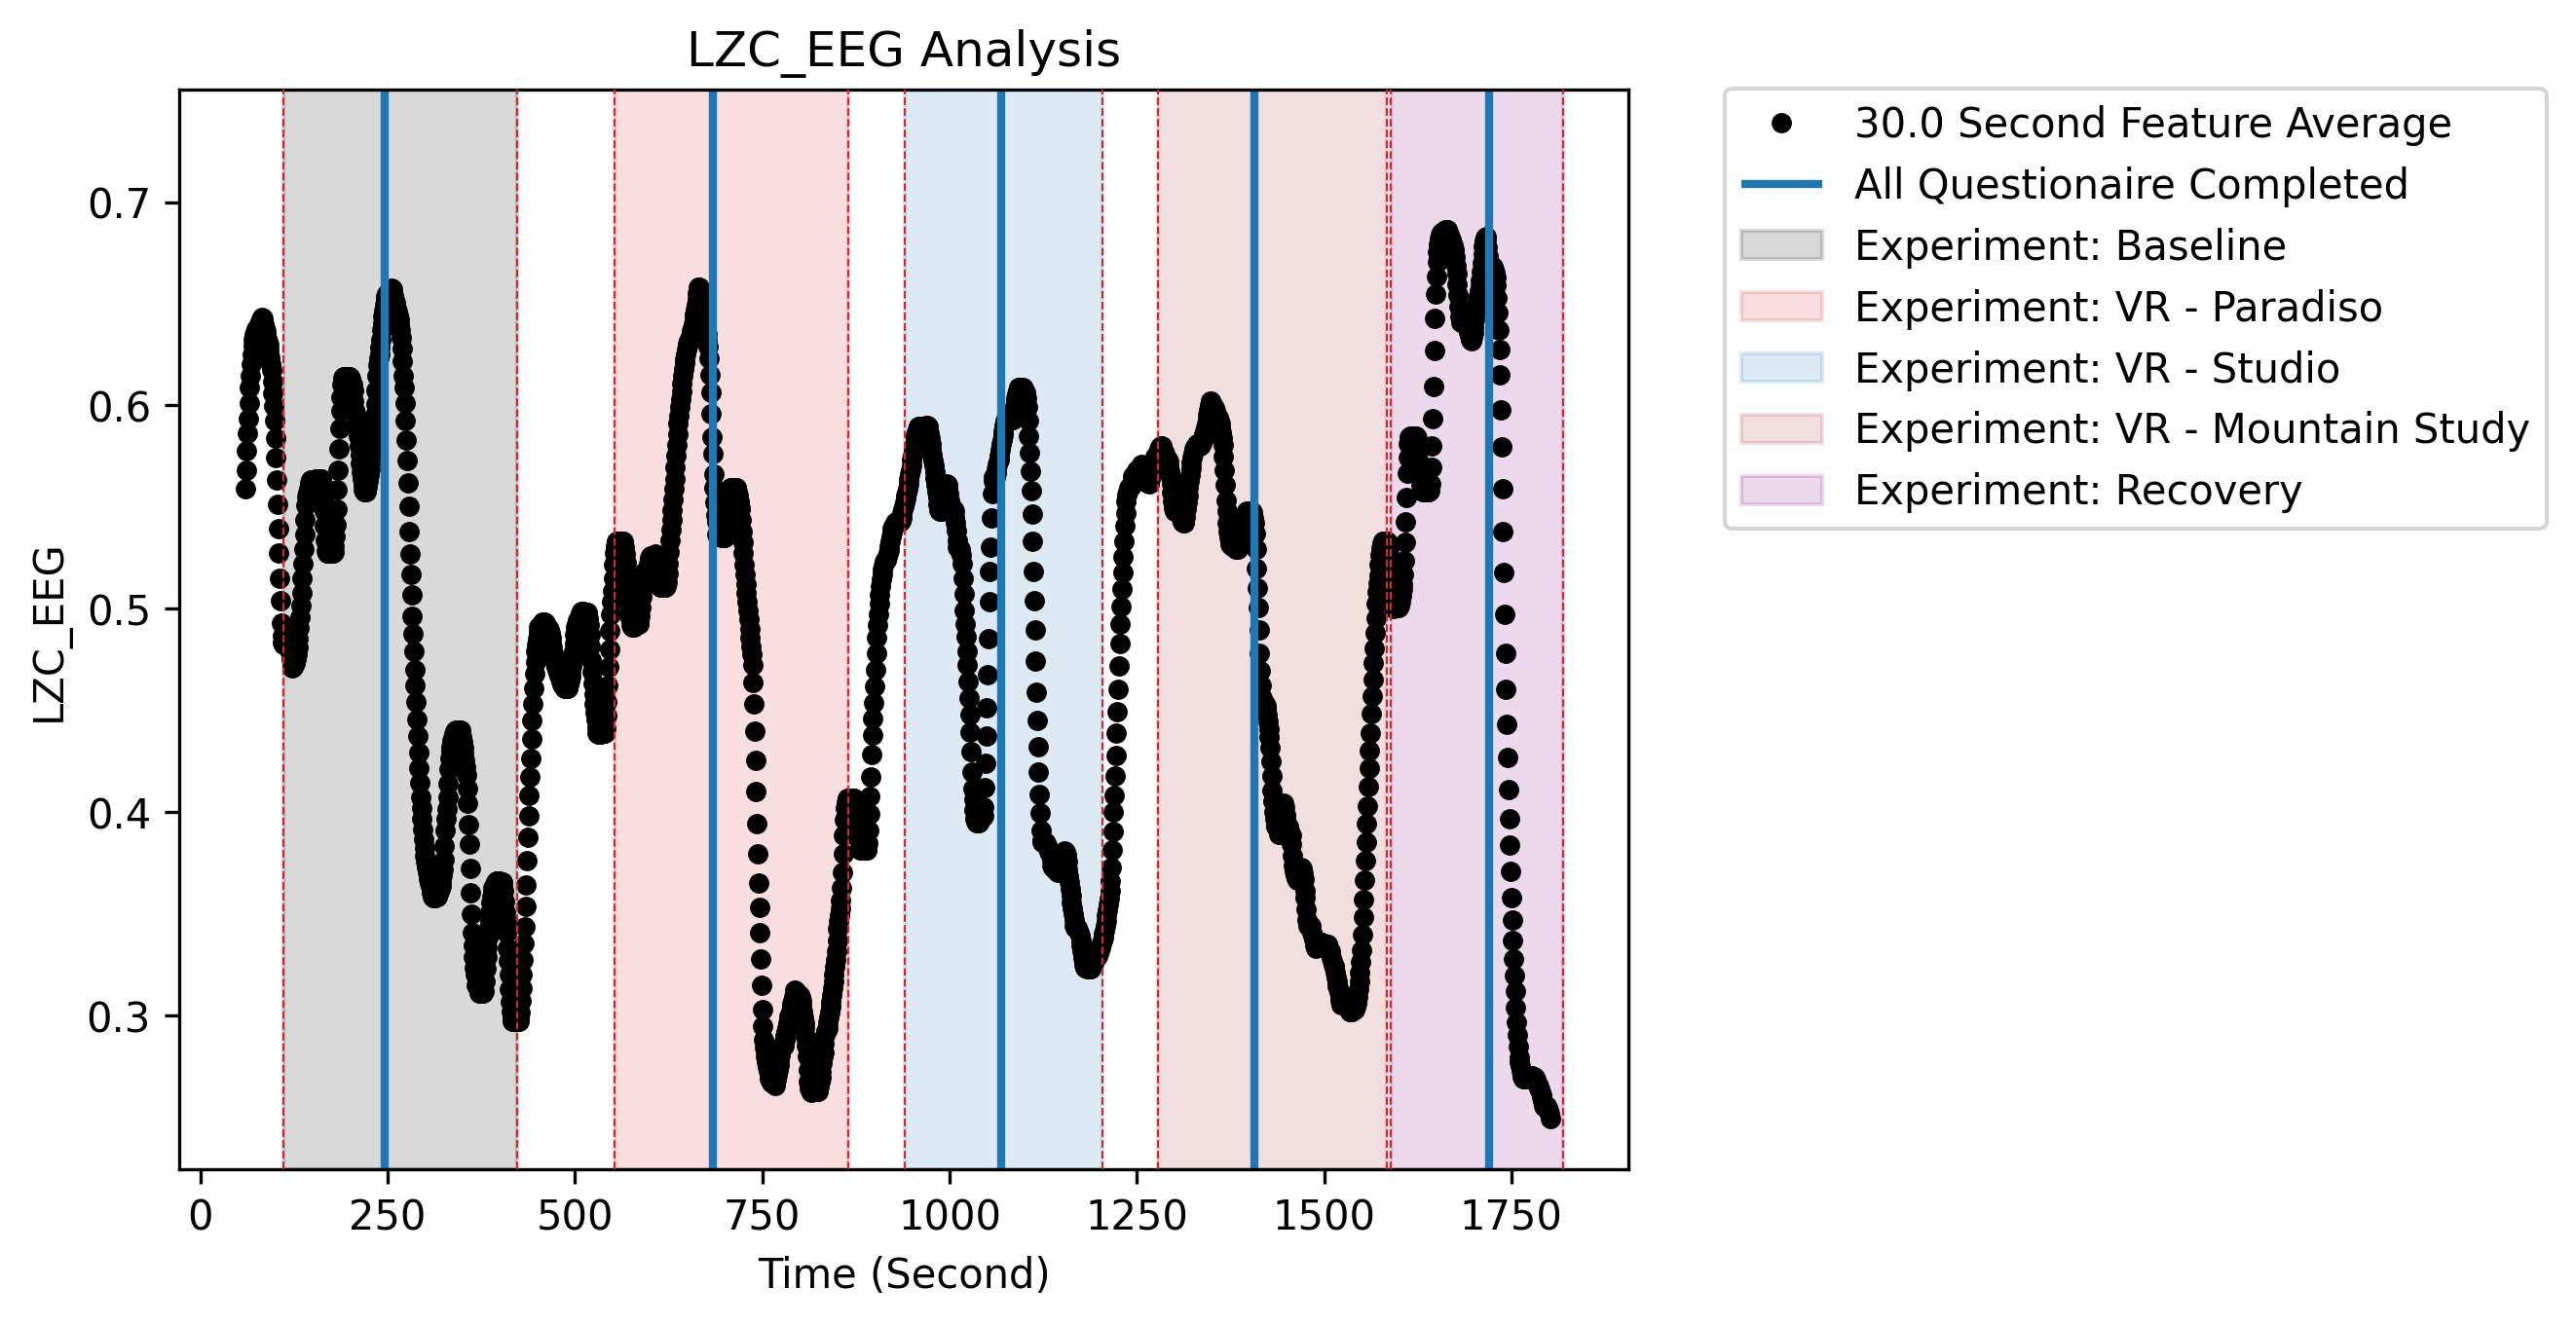 LZC_EEG Analysis
LZC_EEG
0.7
0.6
0.5
0.4
0.3
0
250
500
750
1000
1250
1500
1750
Time (Second)
30.0 Second Feature Average
All Questionaire Completed
Experiment: Baseline
Experiment: VR - Paradiso
Experiment: VR - Studio
Experiment: VR - Mountain Study
Experiment: Recovery